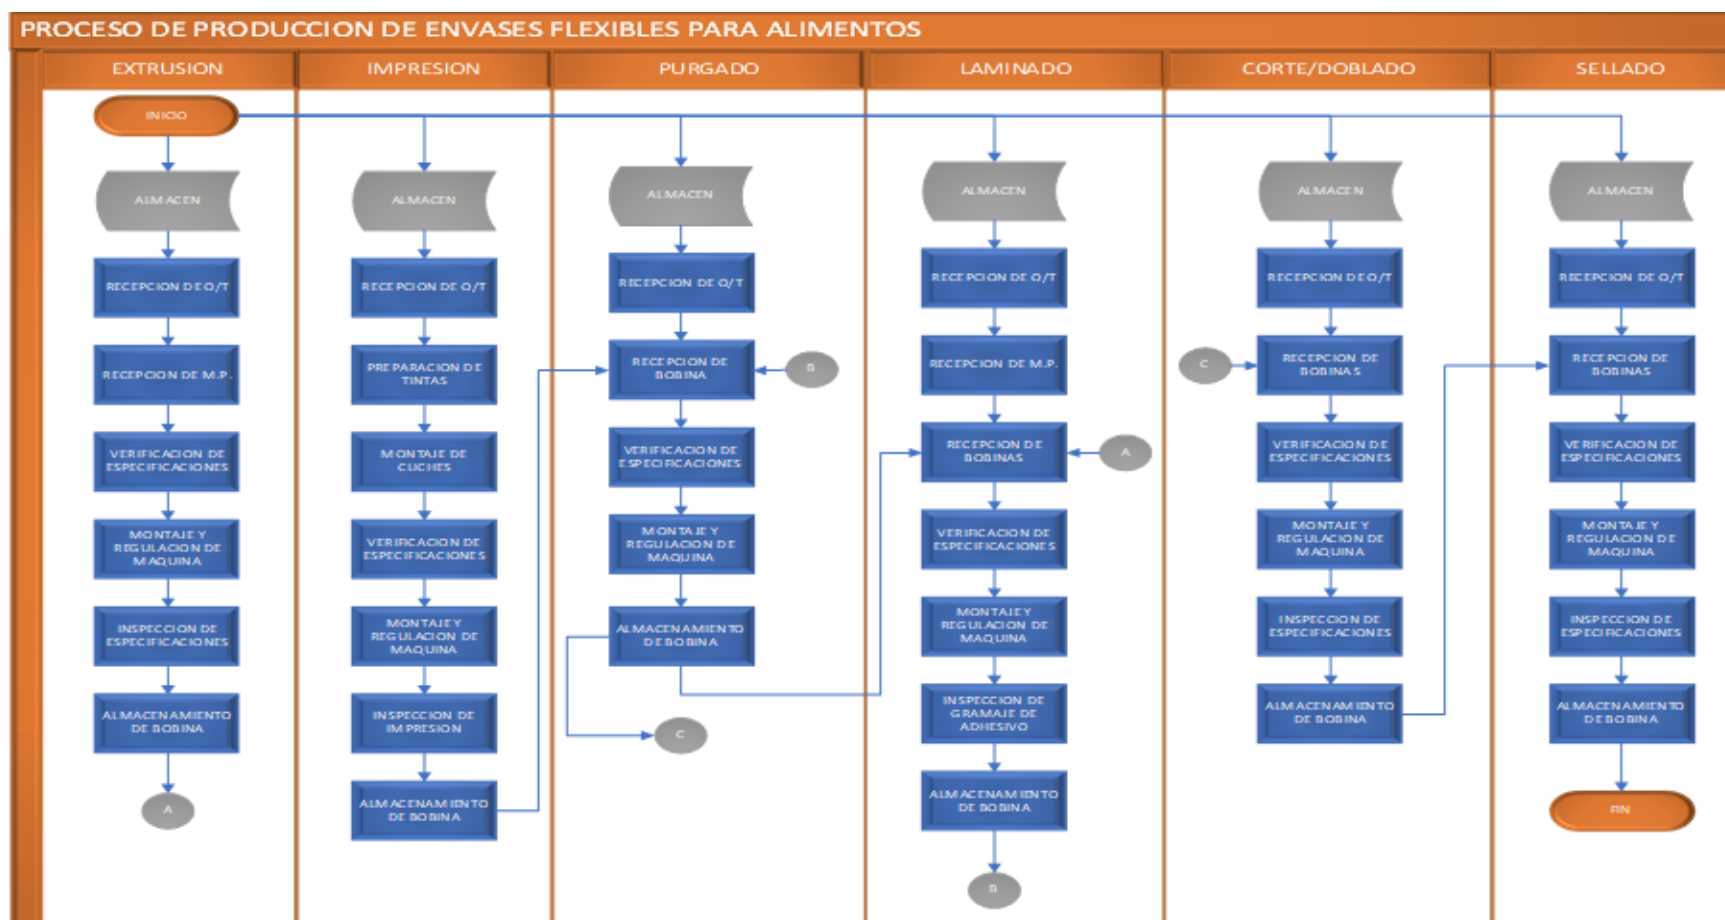 PROCESO DE PRODUCCION DE ENVASES FLEXIBLES PARA ALIMENTOS
EXTRUSION
INICIO
ALMACEN
RECEPCION DE O/T
RECEPCION DE M.P.
VERIFICACION DE
ESPECIFICACIONES
MONTAJE Y
REGULACION DE
MAQUINA
INSPECCION DE
ESPECIFICACIONES
ALMACENAMIENTO
DE BOBINA
A
IMPRESION
ALMACEN
RECEPCION DE O/T
PREPARACION DE
TINTAS
MONTAJE DE
CLICHES
VERIFICACION DE
ESPECIFICACIONES
MONTAJE Y
REGULACION DE
MAQUINA
INSPECCION DE
IMPRESION
ALMACENAMIENTO
DE BOBINA
PURGADO
ALMACEN
RECEPCION DE O/T
RECEPCION DE
BOBINA
B
VERIFICACION DE
ESPECIFICACIONES
MONTAJE Y
REGULACION DE
MAQUINA
ALMACENAMIENTO
DE BOBINA
C
LAMINADO
ALMACEN
RECEPCION DE O/T
RECEPCION DE M.P.
RECEPCION DE
BOBINAS
A
VERIFICACION DE
ESPECIFICACIONES
MONTAJE Y
REGULACION DE
MAQUINA
INSPECCION DE
GRAMAJE DE
ADHESIVO
ALMACENAMIENTO
DE BOBINA
B
CORTE/DOBLADO
ALMACEN
RECEPCION DE O/T
C
RECEPCION DE
BOBINAS
VERIFICACION DE
ESPECIFICACIONES
MONTAJE Y
REGULACION DE
MAQUINA
INSPECCION DE
ESPECIFICACIONES
ALMACENAMIENTO
DE BOBINA
SELLADO
ALMACEN
RECEPCION DE O/T
RECEPCION DE
BOBINAS
VERIFICACION DE
ESPECIFICACIONES
MONTAJE Y
REGULACION DE
MAQUINA
INSPECCION DE
ESPECIFICACIONES
ALMACENAMIENTO
DE BOBINA
FIN